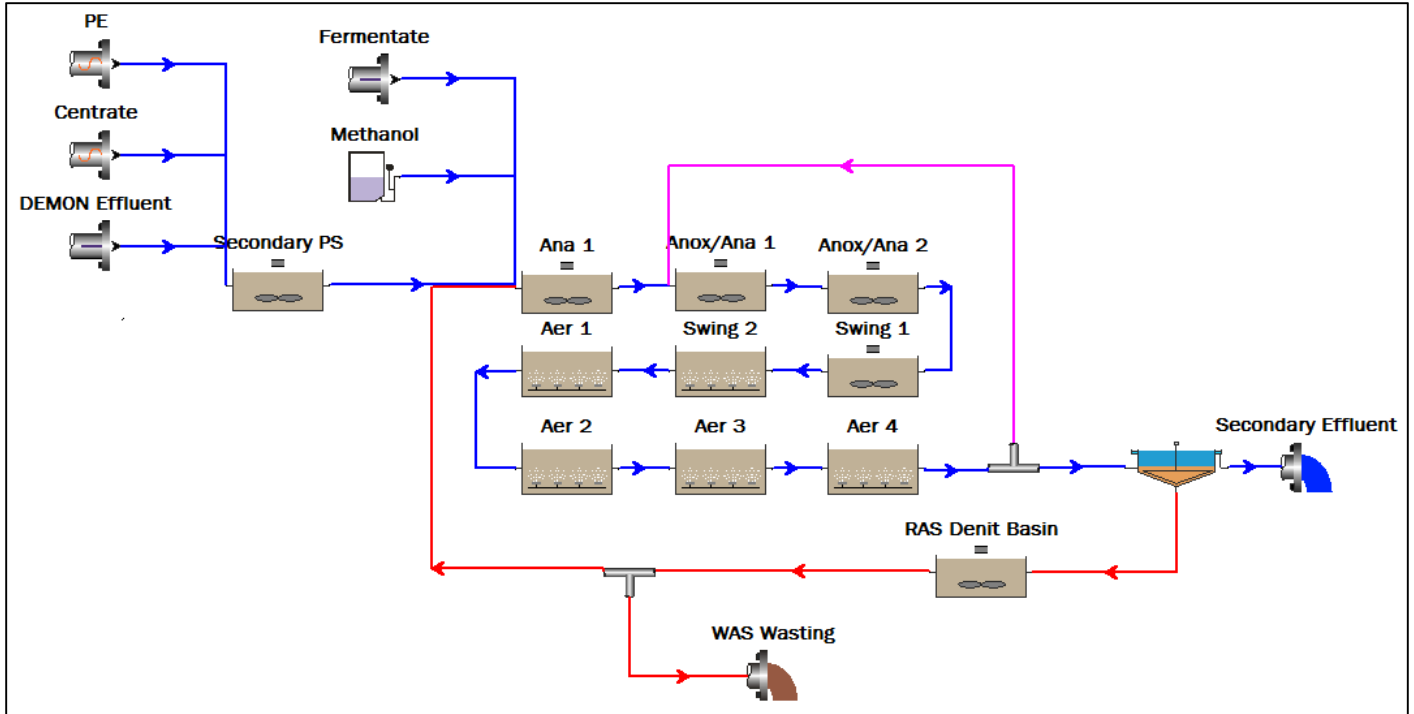 PE
Fermentate
Centrate
Methanol
DEMON Effluent
Secondary PS
Ana 1
Anox/Ana 1
Anox/Ana 2
Aer 1
Swing 2
Swing 1
Aer 2
Aer 3
Aer 4
Secondary Effluent
RAS Denit Basin
WAS Wasting